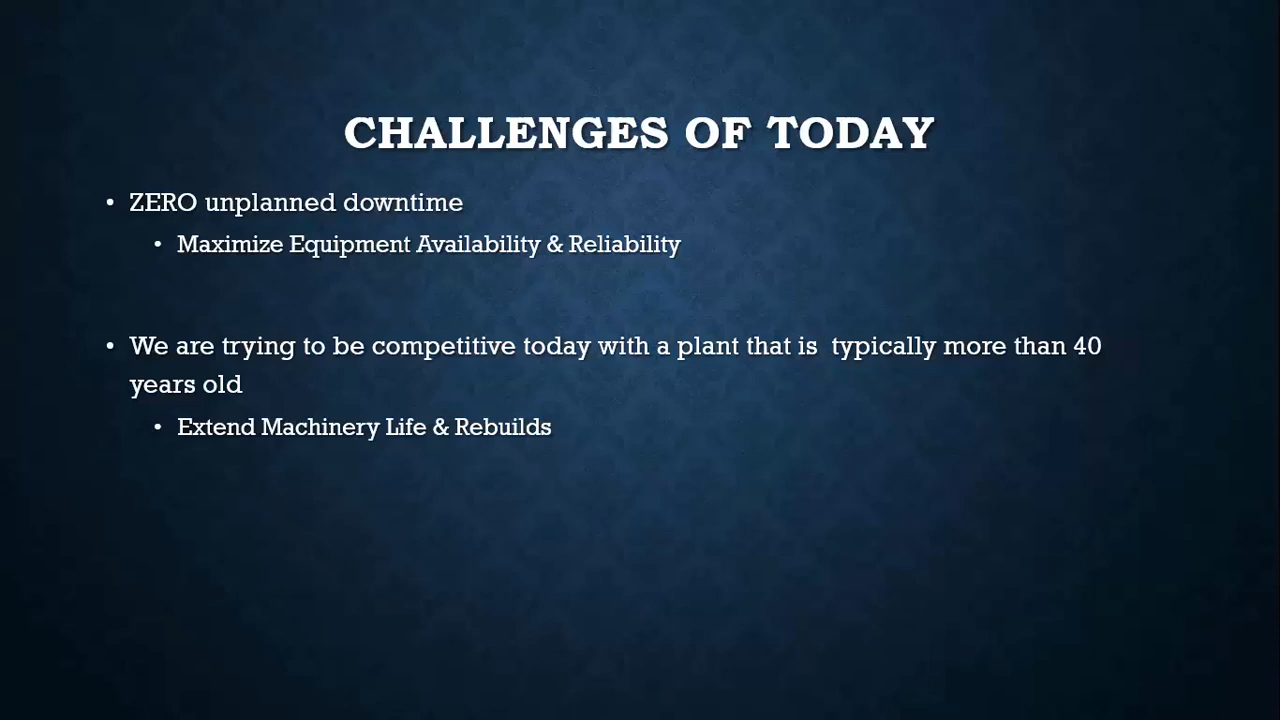 CHALLENGES OF TODAY
• ZERO unplanned downtime
• Maximize Equipment Availability & Reliability
• We are trying to be competitive today with a plant that is  typically more than 40
years old
• Extend Machinery Life & Rebuilds